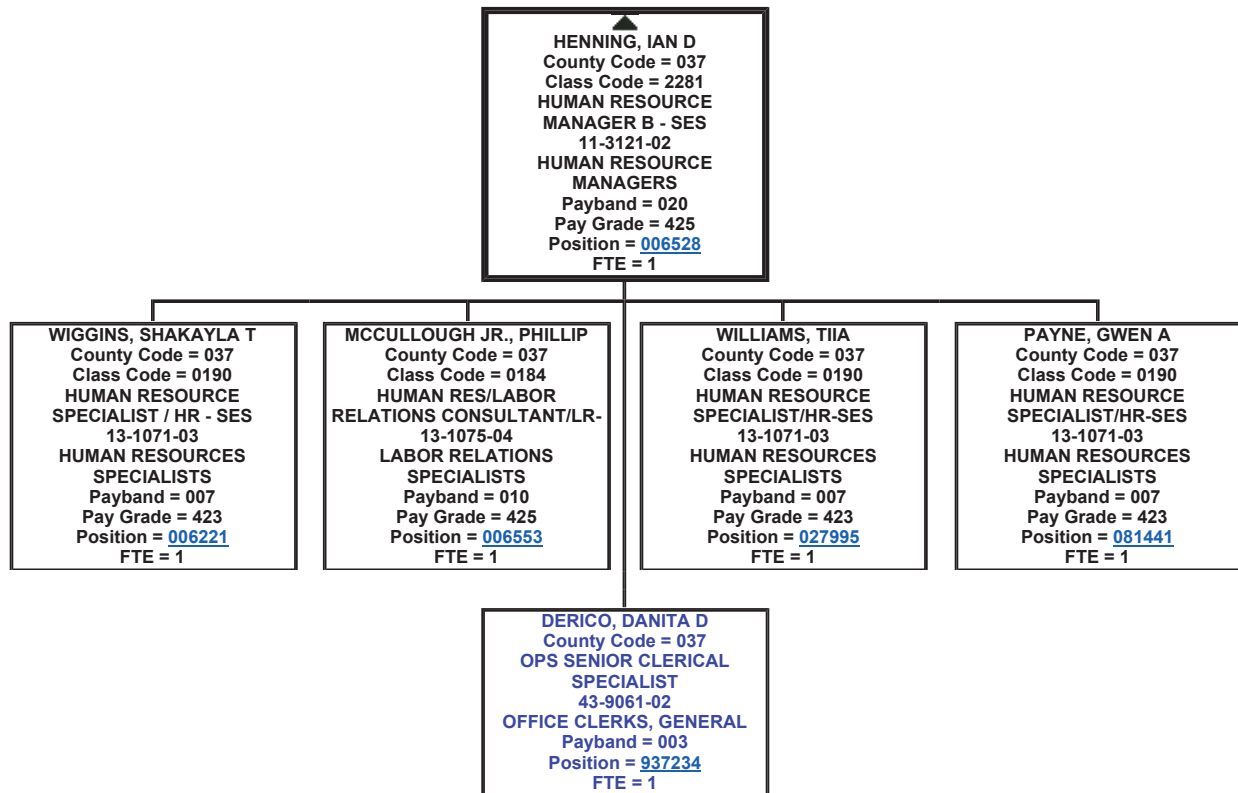 HENNING, IAN D
County Code = 037
Class Code = 2281
HUMAN RESOURCE
MANAGER B - SES
11-3121-02
HUMAN RESOURCE
MANAGERS
Payband = 020
Pay Grade = 425
Position = 006528
FTE = 1
WIGGINS, SHAKAYLA T
County Code = 037
Class Code = 0190
HUMAN RESOURCE
SPECIALIST / HR - SES
13-1071-03
HUMAN RESOURCES
SPECIALISTS
Payband = 007
Pay Grade = 423
Position = 006221
FTE = 1
MCCULLOUGH JR., PHILLIP
County Code = 037
Class Code = 0184
HUMAN RES/LABOR
RELATIONS CONSULTANT/LR-
13-1075-04
LABOR RELATIONS
SPECIALISTS
Payband = 010
Pay Grade = 425
Position = 006553
FTE = 1
WILLIAMS, TIIA
County Code = 037
Class Code = 0190
HUMAN RESOURCE
SPECIALIST/HR-SES
13-1071-03
HUMAN RESOURCES
SPECIALISTS
Payband = 007
Pay Grade = 423
Position = 027995
FTE = 1
PAYNE, GWEN A
County Code = 037
Class Code = 0190
HUMAN RESOURCE
SPECIALIST/HR-SES
13-1071-03
HUMAN RESOURCES
SPECIALISTS
Payband = 007
Pay Grade = 423
Position = 081441
FTE = 1
DERICO, DANITA D
County Code = 037
OPS SENIOR CLERICAL
SPECIALIST
43-9061-02
OFFICE CLERKS, GENERAL
Payband = 003
Position = 937234
FTE = 1